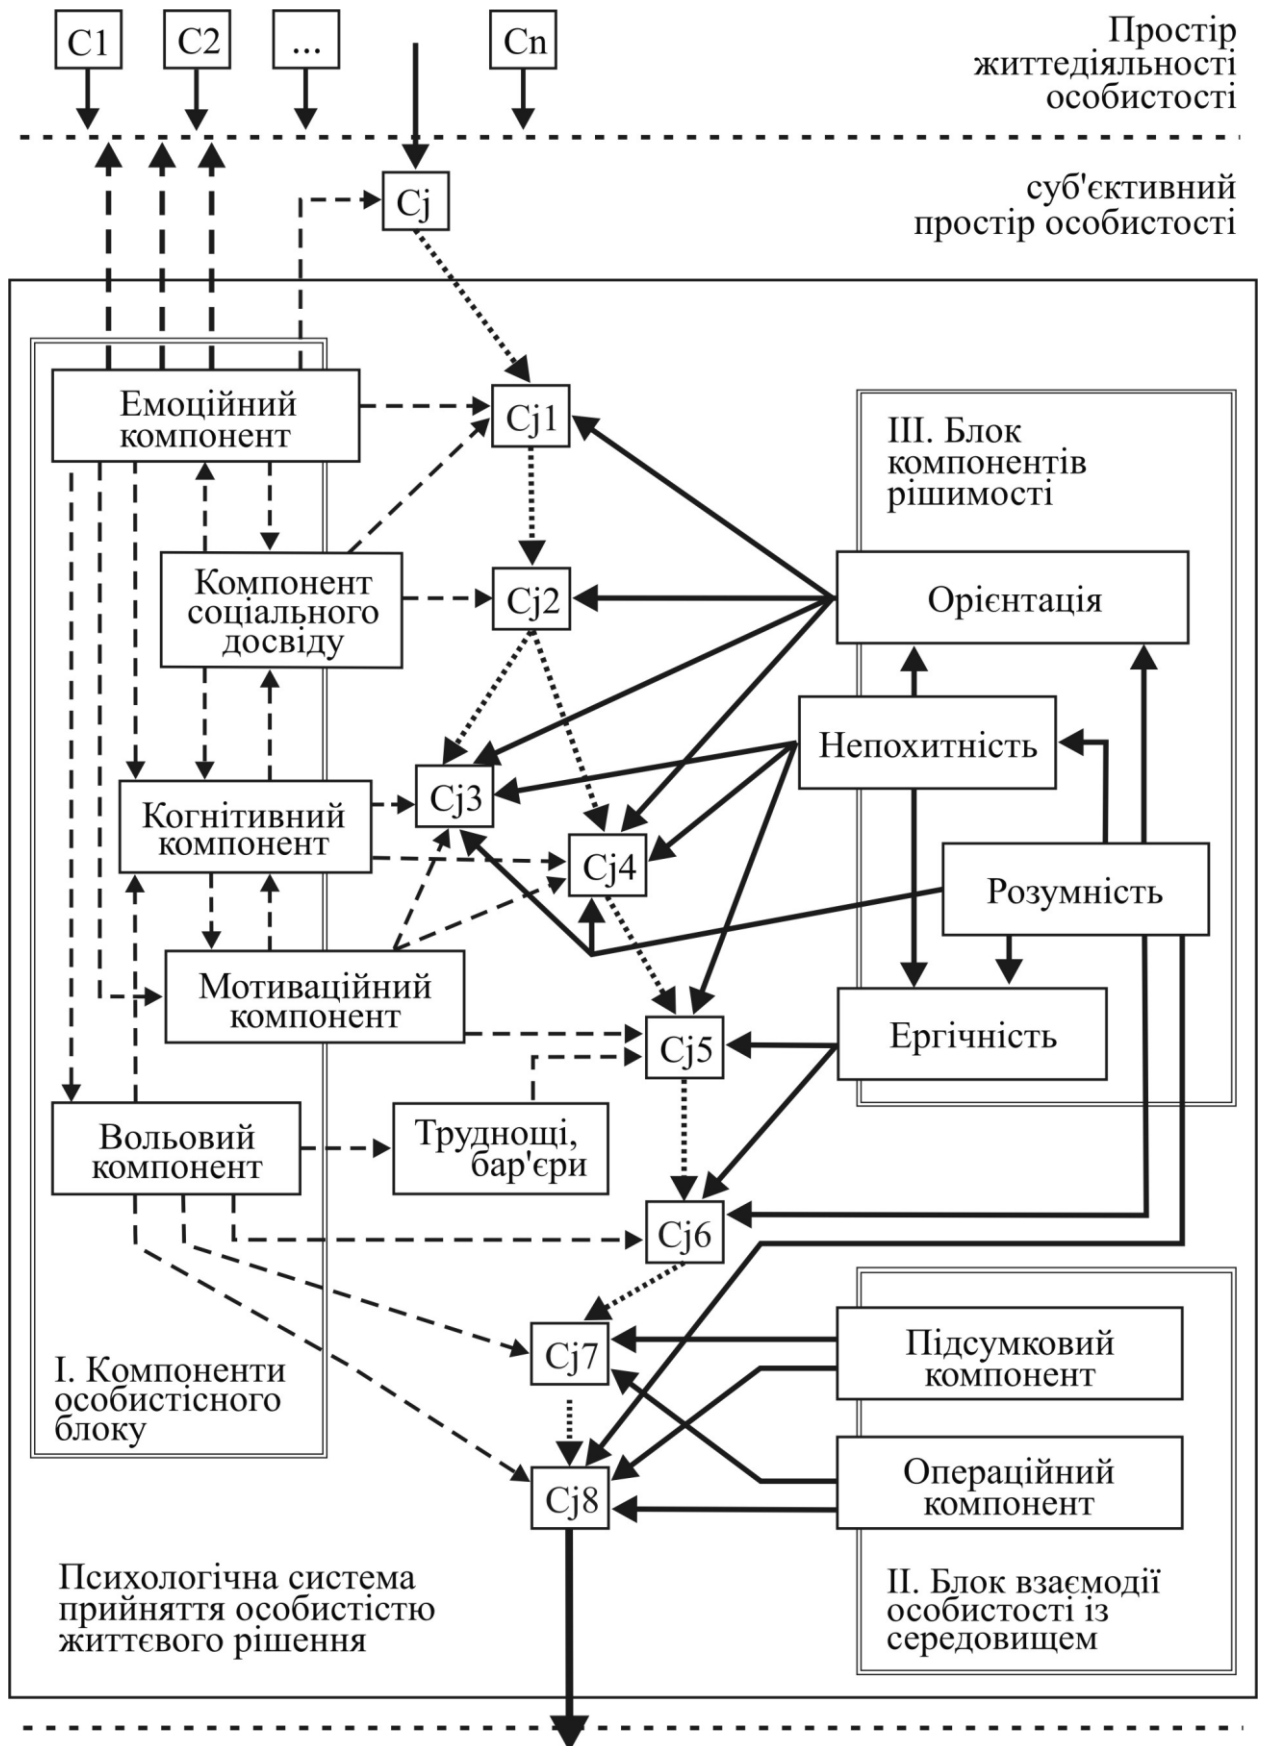 C1
C2
...
Cn
Простір
життедіяльності
особистості
Cj
суб'єктивний
простір особистості
Емоційний
компонент
Cj1
III. Блок
компонентів
рішимості
Компонент
соціального
досвіду
Cj2
Орієнтація
Непохитність
Когнітивний
компонент
Cj3
Cj4
Розумність
Мотиваційний
компонент
Cj5
Ергічність
Вольовий
компонент
Труднощі,
бар'єри
Cj6
I. Компоненти
особистісного
блоку
Cj7
Підсумковий
компонент
Cj8
Операційний
компонент
Психологічна система
прийняття особистістю
життєвого рішення
II. Блок взаємодії
особистості із
середовищем